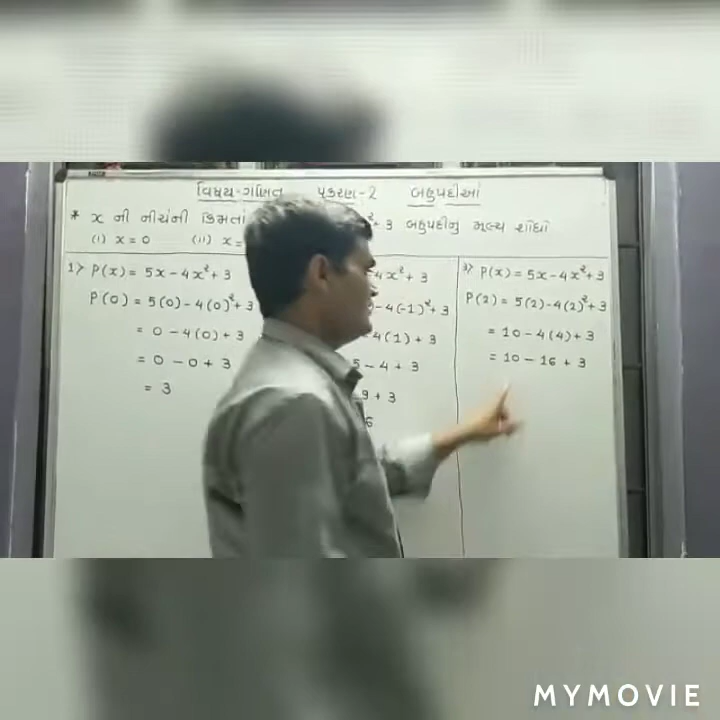 વિષય-ગણિત પ્રકરણ-2 બહુપદીઓ
* x ની નીચેની કિંમતો ²+3 બહુપદીનુ મૂલ્ય શોધો
(i) x = 0 (ii) x =
1> P(x) = 5x - 4x² + 3
P(0) = 5(0) - 4(0)² + 3
= 0 - 4(0) + 3
= 0 - 0 + 3
= 3
4x² + 3
- 4(-1)² + 3
4(1) + 3
5 - 4 + 3
9 + 3
6
3> P(x) = 5x - 4x² + 3
P(2) = 5(2) - 4(2)² + 3
= 10 - 4(4) + 3
= 10 - 16 + 3
MYMOVIE